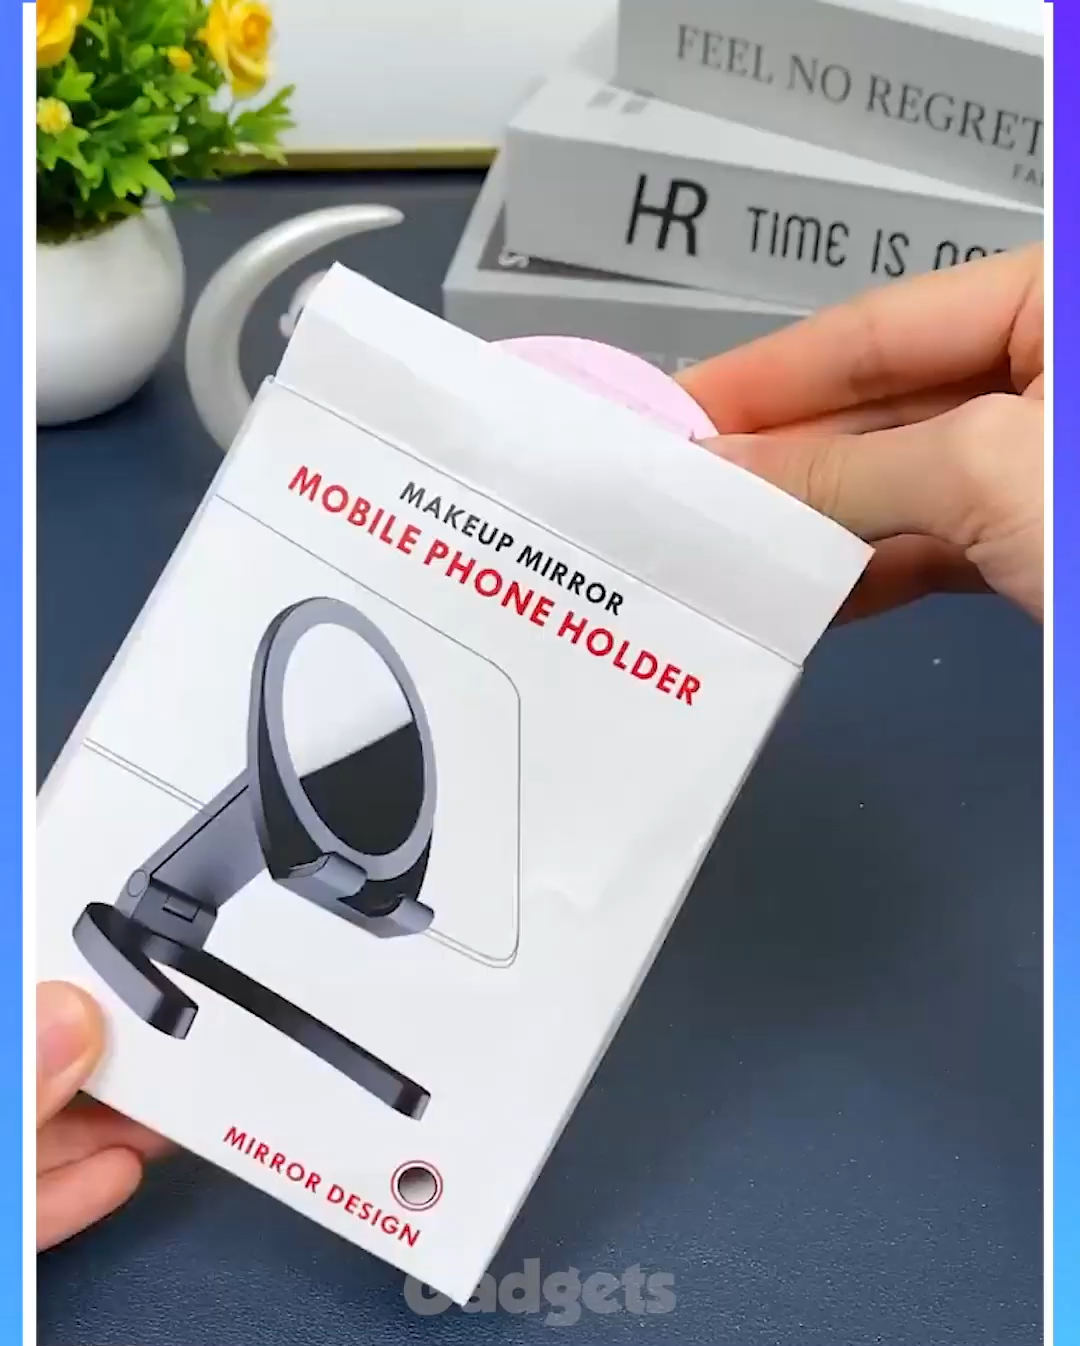 FEEL NO REGRET
HR TIME IS
MAKEUP MIRROR
MOBILE PHONE HOLDER
MIRROR DESIGN
Gadgets